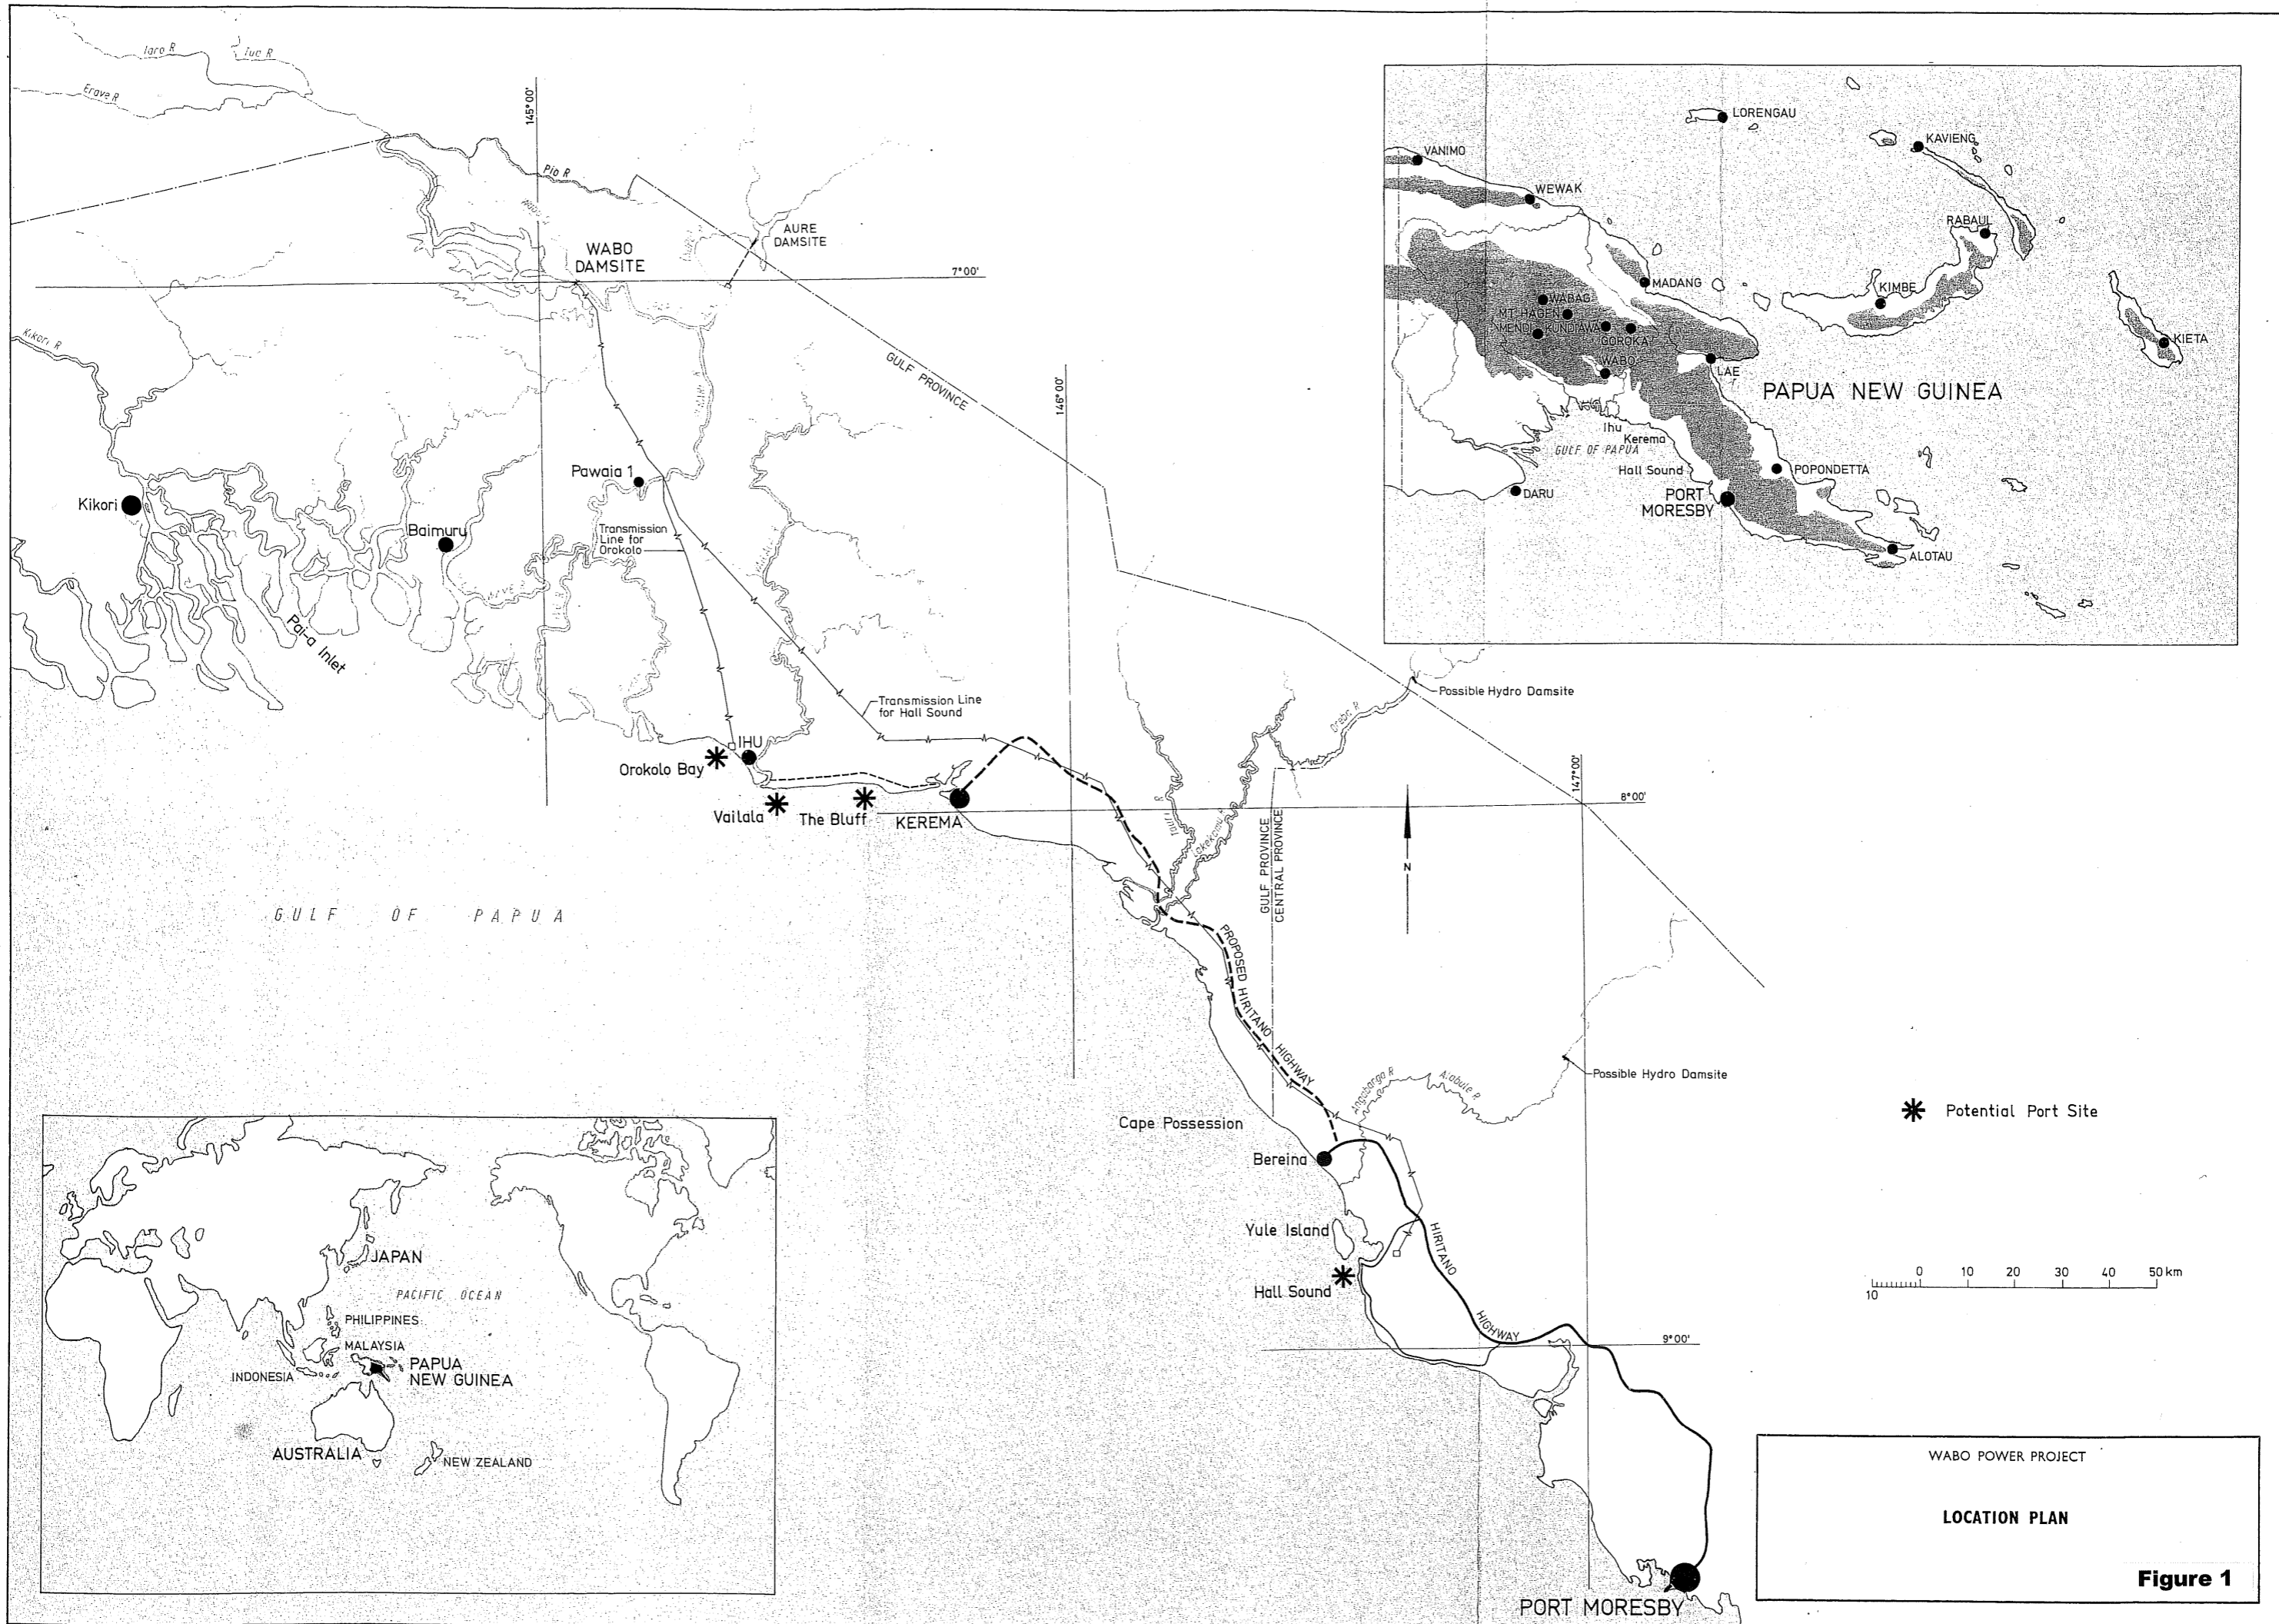 Iaro R
Tua R
Erave R
145°00'
Pio R
WABO
DAMSITE
AURE
DAMSITE
7°00'
Kikori R
GULF PROVINCE
146°00'
Kikori
Pawaia 1
Baimuru
Transmission
Line for
Orokolo
Pai-a Inlet
Transmission Line
for Hall Sound
Possible Hydro Damsite
IHU
Orokolo Bay
Vailala
The Bluff
KEREMA
147°00'
8°00'
Tauri R
Lakekamu R
GULF PROVINCE
CENTRAL PROVINCE
N
GULF OF PAPUA
PROPOSED HIRITANO HIGHWAY
Possible Hydro Damsite
Angabanga R
Cape Possession
Bereina
Yule Island
Hall Sound
HIRITANO
HIGHWAY
9°00'
PORT MORESBY
Potential Port Site
10 0 10 20 30 40 50 km
LORENGAU
KAVIENG
VANIMO
WEWAK
RABAUL
MADANG
KIMBE
WABAG
MT HAGEN
MENDI
KUNDIAWA
GOROKA
WABO
LAE
KIETA
PAPUA NEW GUINEA
Ihu
Kerema
GULF OF PAPUA
Hall Sound
POPONDETTA
DARU
PORT
MORESBY
ALOTAU
JAPAN
PACIFIC OCEAN
PHILIPPINES
MALAYSIA
INDONESIA
PAPUA
NEW GUINEA
AUSTRALIA
NEW ZEALAND
WABO POWER PROJECT
LOCATION PLAN
Figure 1